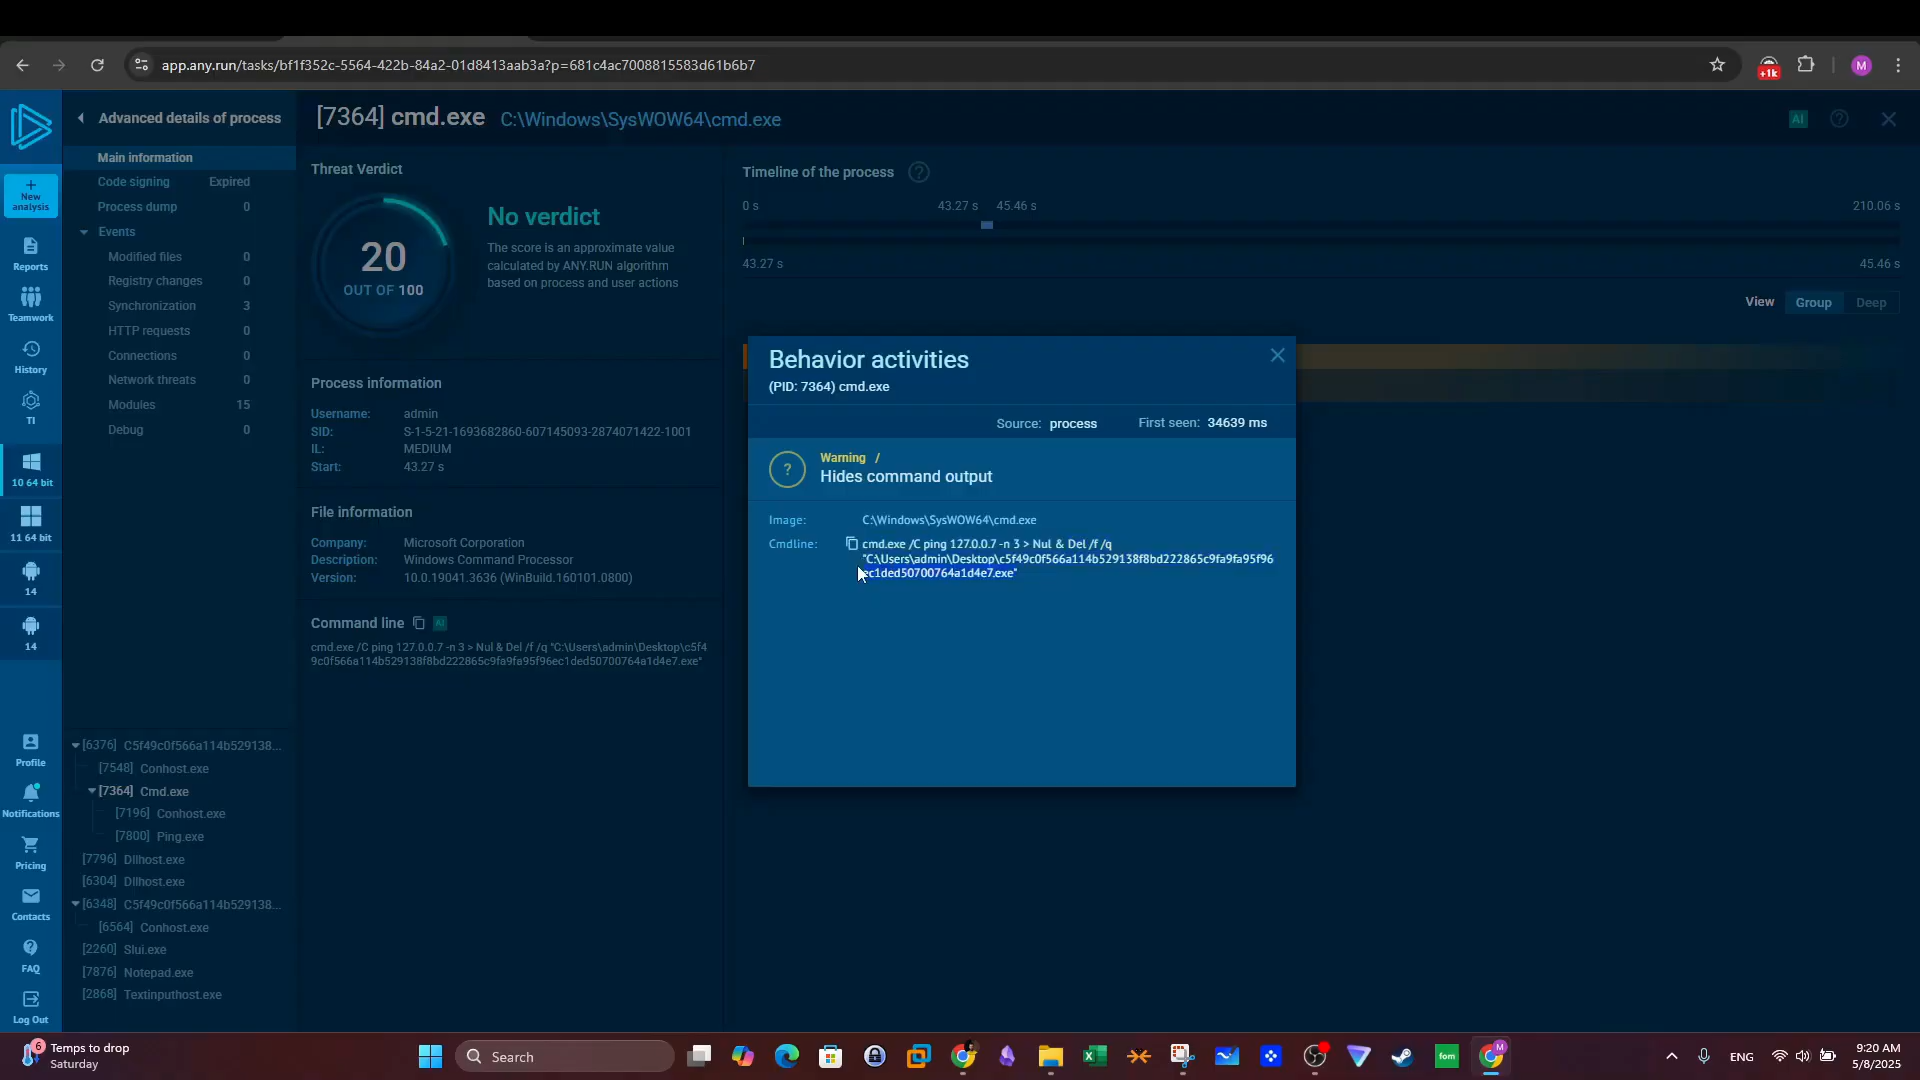 app.any.run/tasks/bf1f352c-5564-422b-84a2-01d8413aab3a?p=681c4ac7008815583d61b6b7
+1k
M
Advanced details of process
[7364] cmd.exe C:\Windows\SysWOW64\cmd.exe
AI
Main information
Code signing Expired
Process dump 0
Events
Modified files 0
Registry changes 0
Synchronization 3
HTTP requests 0
Connections 0
Network threats 0
Modules 15
Debug 0
+
New
analysis
Reports
Teamwork
History
TI
10 64 bit
11 64 bit
14
14
Profile
Notifications
Pricing
Contacts
FAQ
Log Out
Threat Verdict
20
OUT OF 100
No verdict
The score is an approximate value
calculated by ANY.RUN algorithm
based on process and user actions
Timeline of the process ?
0 s 43.27 s 45.46 s 210.06 s
43.27 s 45.46 s
View Group Deep
Process information
Username: admin
SID: S-1-5-21-1693682860-607145093-2874071422-1001
IL: MEDIUM
Start: 43.27 s
File information
Company: Microsoft Corporation
Description: Windows Command Processor
Version: 10.0.19041.3636 (WinBuild.160101.0800)
Command line AI
cmd.exe /C ping 127.0.0.7 -n 3 > Nul & Del /f /q "C:\Users\admin\Desktop\c5f4
9c0f566a114b529138f8bd222865c9fa9fa95f96ec1ded50700764a1d4e7.exe"
Behavior activities
(PID: 7364) cmd.exe
Source: process First seen: 34639 ms
?
Warning /
Hides command output
Image: C:\Windows\SysWOW64\cmd.exe
Cmdline: cmd.exe /C ping 127.0.0.7 -n 3 > Nul & Del /f /q
"C:\Users\admin\Desktop\c5f49c0f566a114b529138f8bd222865c9fa9fa95f96
ec1ded50700764a1d4e7.exe"
[6376] C5f49c0f566a114b529138...
[7548] Conhost.exe
[7364] Cmd.exe
[7196] Conhost.exe
[7800] Ping.exe
[7796] Dllhost.exe
[6304] Dllhost.exe
[6348] C5f49c0f566a114b529138...
[6564] Conhost.exe
[2260] Slui.exe
[7876] Notepad.exe
[2868] Textinputhost.exe
6
Temps to drop
Saturday
Search
fom
M
ENG
9:20 AM
5/8/2025